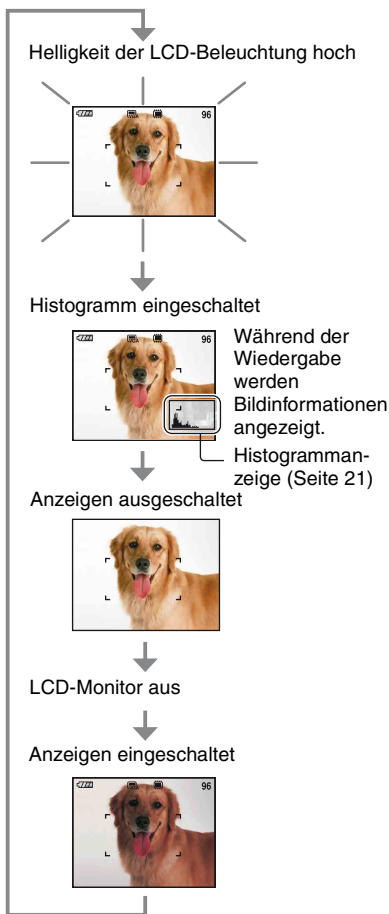 Helligkeit der LCD-Beleuchtung hoch
96
Histogramm eingeschaltet
96
Während der
Wiedergabe
werden
Bildinformationen
angezeigt.
Histogramman-
zeige (Seite 21)
Anzeigen ausgeschaltet
LCD-Monitor aus
Anzeigen eingeschaltet
96